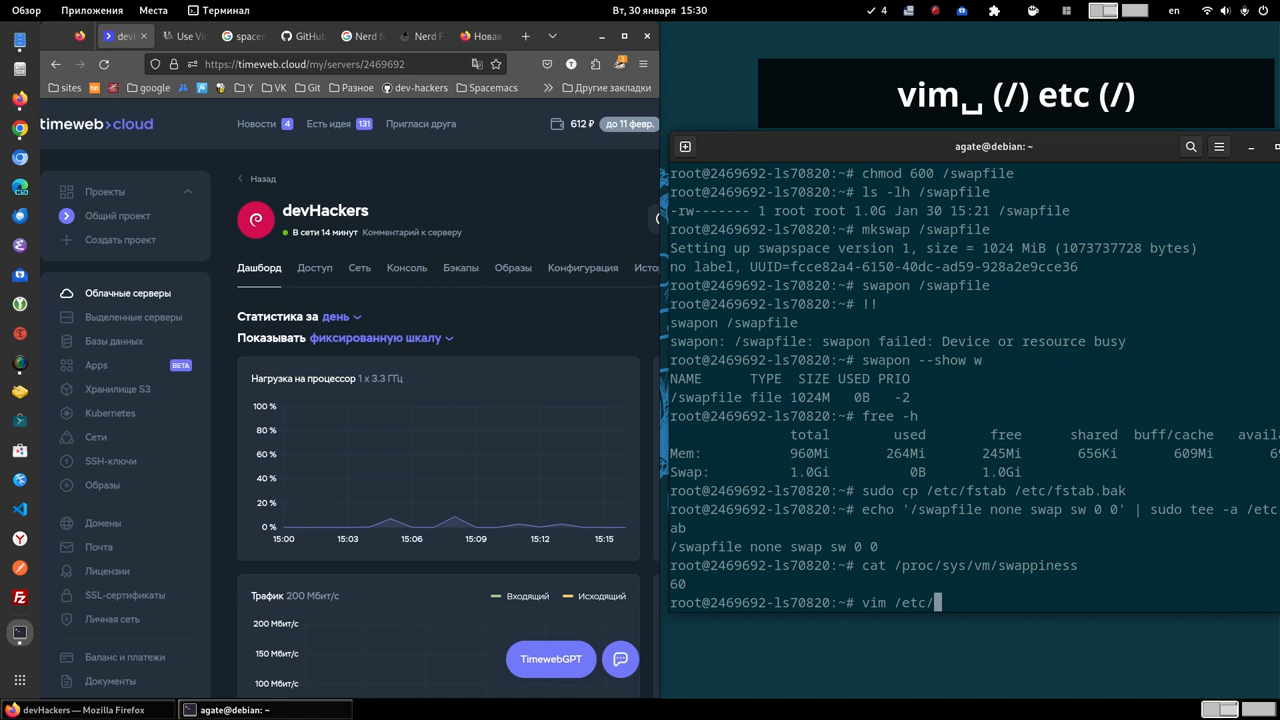 Обзор Приложения Места Терминал Вт, 30 января 15:30 4 en
devH Use Vi spacen GitHub Nerd fo Nerd F Новая
https://timeweb.cloud/my/servers/2469692
sites google Y VK Git Разное dev-hackers Spacemacs Другие закладки
timeweb>cloud Новости 4 Есть идея 131 Пригласи друга 612 ₽ до 11 февр.
Проекты
Общий проект
Создать проект
Облачные серверы
Выделенные серверы
Базы данных
Apps BETA
Хранилище S3
Kubernetes
Сети
SSH-ключи
Образы
Домены
Почта
Лицензии
SSL-сертификаты
Личная сеть
Баланс и платежи
Документы
Назад
devHackers
В сети 14 минут Комментарий к серверу
Дашборд Доступ Сеть Консоль Бэкапы Образы Конфигурация Исто
Статистика за день
Показывать фиксированную шкалу
Нагрузка на процессор 1 x 3.3 ГГц
100 %
80 %
60 %
40 %
20 %
0 %
15:00 15:03 15:06 15:09 15:12 15:15
Трафик 200 Мбит/с Входящий Исходящий
200 Мбит/с
150 Мбит/с
100 Мбит/с
TimewebGPT
vim␣ (/) etc (/)
agate@debian: ~
root@2469692-ls70820:~# chmod 600 /swapfile
root@2469692-ls70820:~# ls -lh /swapfile
-rw------- 1 root root 1.0G Jan 30 15:21 /swapfile
root@2469692-ls70820:~# mkswap /swapfile
Setting up swapspace version 1, size = 1024 MiB (1073737728 bytes)
no label, UUID=fcce82a4-6150-40dc-ad59-928a2e9cce36
root@2469692-ls70820:~# swapon /swapfile
root@2469692-ls70820:~# !!
swapon /swapfile
swapon: /swapfile: swapon failed: Device or resource busy
root@2469692-ls70820:~# swapon --show w
NAME TYPE SIZE USED PRIO
/swapfile file 1024M 0B -2
root@2469692-ls70820:~# free -h
total used free shared buff/cache availa
Mem: 960Mi 264Mi 245Mi 656Ki 609Mi 69
Swap: 1.0Gi 0B 1.0Gi
root@2469692-ls70820:~# sudo cp /etc/fstab /etc/fstab.bak
root@2469692-ls70820:~# echo '/swapfile none swap sw 0 0' | sudo tee -a /etc
ab
/swapfile none swap sw 0 0
root@2469692-ls70820:~# cat /proc/sys/vm/swappiness
60
root@2469692-ls70820:~# vim /etc/
devHackers — Mozilla Firefox agate@debian: ~